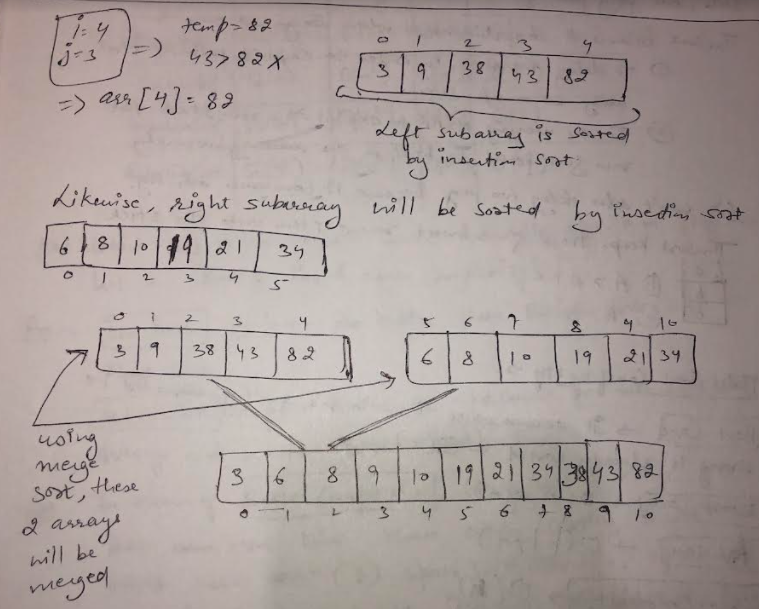 i=4
j=3
=> temp=82
43>82 X
=> arr[4]=82
0 1 2 3 4
3 9 38 43 82
Left subarray is sorted
by insertion sort.
Likewise, right subarray will be sorted by insertion sort
6 8 10 19 21 34
0 1 2 3 4 5
0 1 2 3 4
3 9 38 43 82
5 6 7 8 9 10
6 8 10 19 21 34
using
merge
sort, these
2 arrays
will be
merged
3 6 8 9 10 19 21 34 38 43 82
0 1 2 3 4 5 6 7 8 9 10